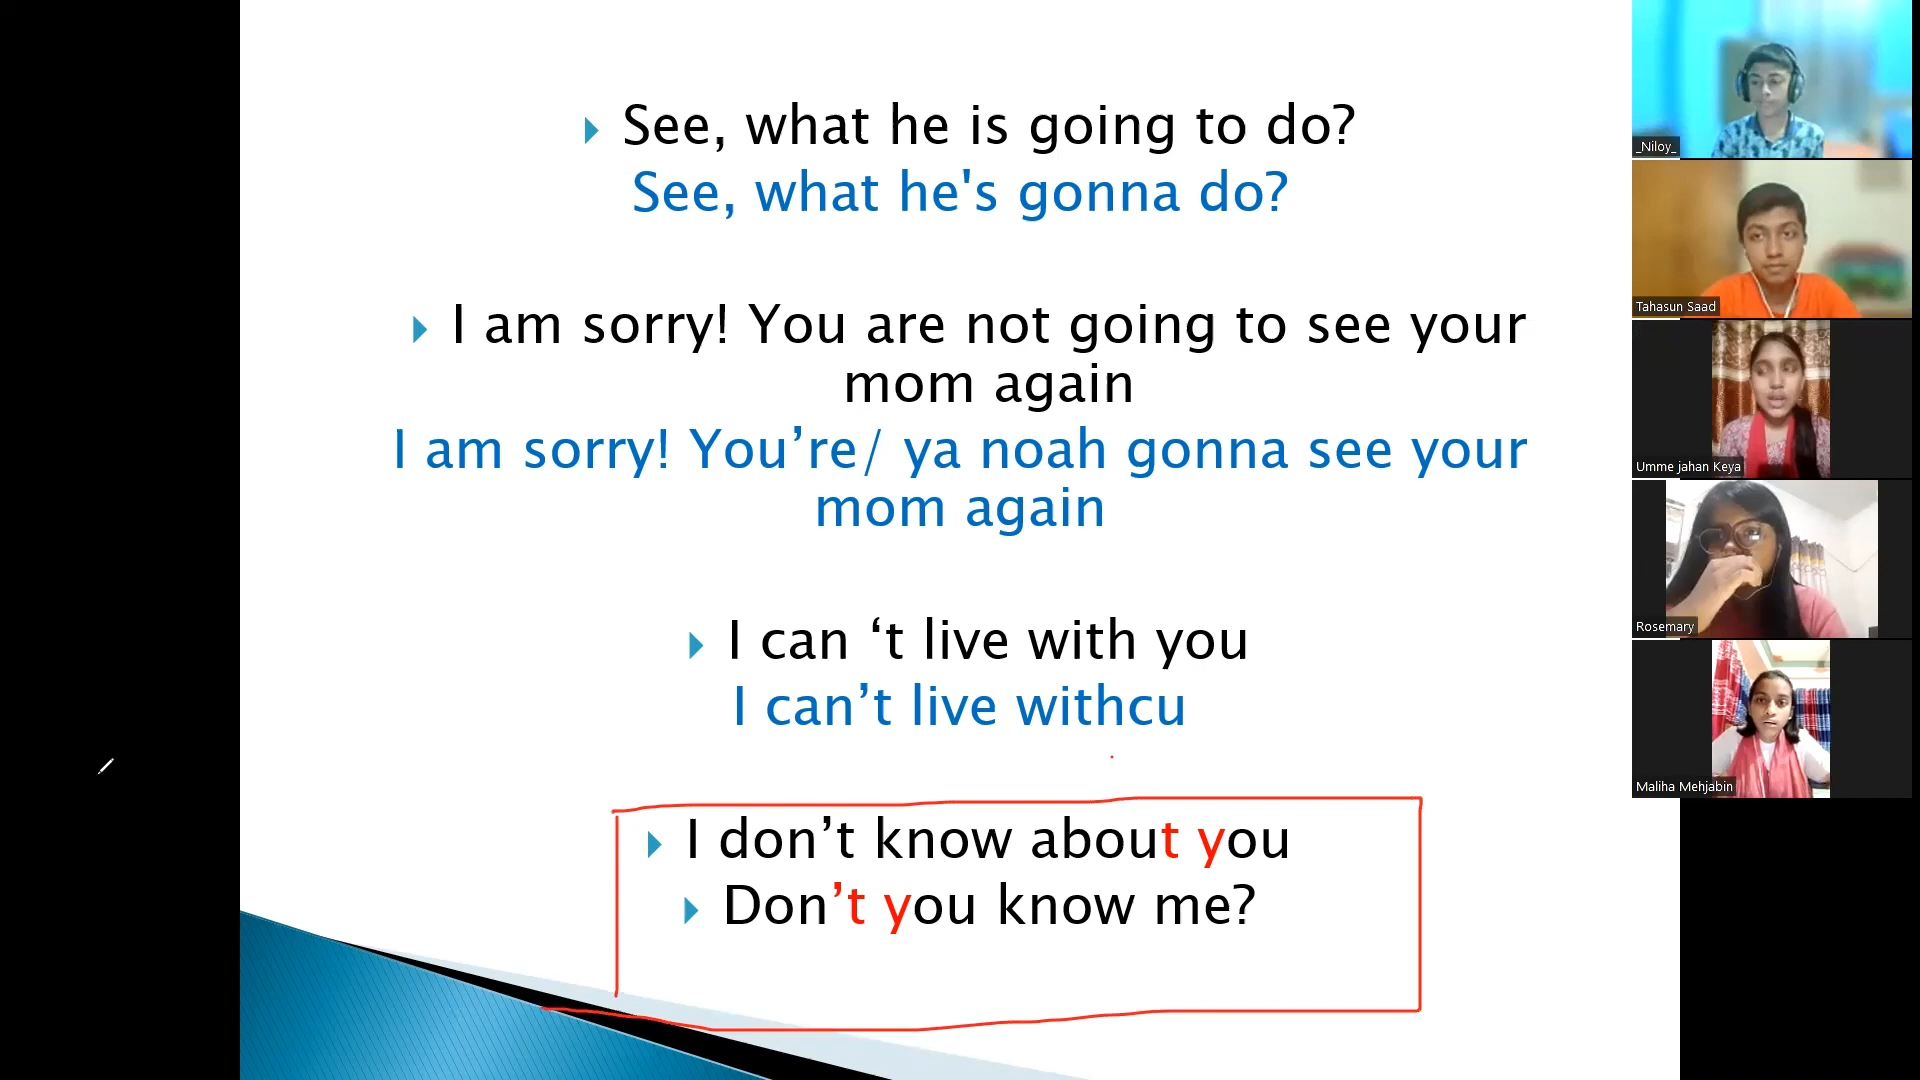 See, what he is going to do?
See, what he's gonna do?
I am sorry! You are not going to see your
mom again
I am sorry! You’re/ ya noah gonna see your
mom again
I can ‘t live with you
I can’t live withcu
I don’t know about you
Don’t you know me?
_Niloy_
Tahasun Saad
Umme jahan Keya
Rosemary
Maliha Mehjabin